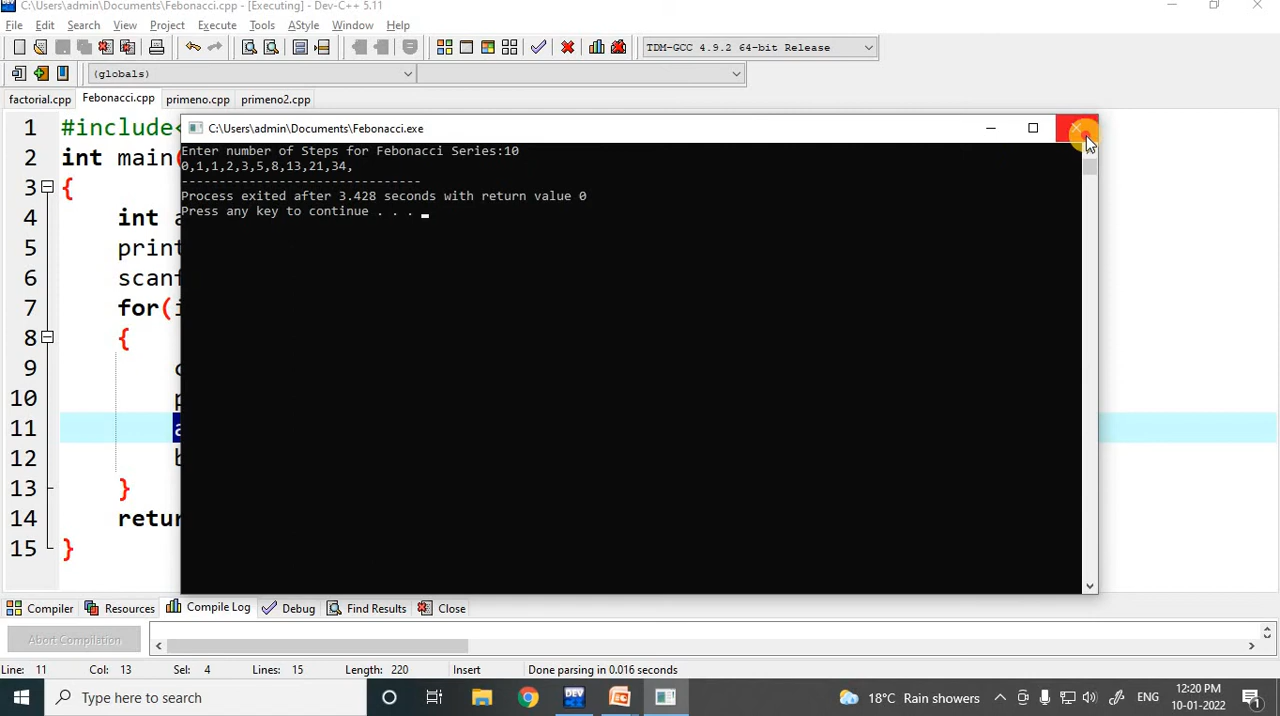 C:\Users\admin\Documents\Febonacci.cpp - [Executing] - Dev-C++ 5.11
File Edit Search View Project Execute Tools AStyle Window Help
TDM-GCC 4.9.2 64-bit Release
(globals)
factorial.cpp Febonacci.cpp primeno.cpp primeno2.cpp
C:\Users\admin\Documents\Febonacci.exe
Enter number of Steps for Febonacci Series:10
0,1,1,2,3,5,8,13,21,34,
--------------------------------
Process exited after 3.428 seconds with return value 0
Press any key to continue . . .
1 #include<
2 int main(
3 {
4 int a
5 print
6 scanf
7 for(i
8 {
9
10 p
11 a
12 b
13 }
14 retur
15 }
Compiler Resources Compile Log Debug Find Results Close
Abort Compilation
Line: 11 Col: 13 Sel: 4 Lines: 15 Length: 220 Insert Done parsing in 0.016 seconds
Type here to search
DEV
18°C Rain showers ENG 12:20 PM
10-01-2022
1